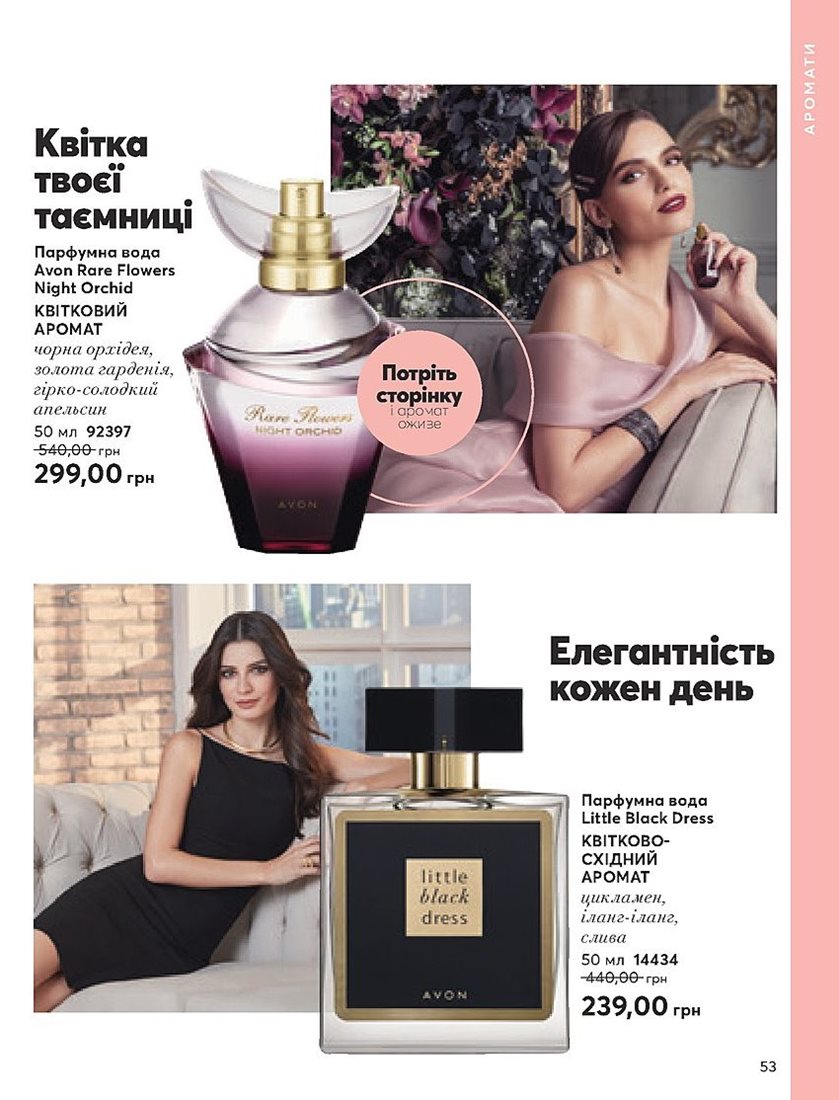 АРОМАТИ
Квітка
твоєї
таємниці
Парфумна вода
Avon Rare Flowers
Night Orchid
КВІТКОВИЙ
АРОМАТ
чорна орхідея,
золота гарденія,
гірко-солодкий
апельсин
50 мл 92397
540,00 грн
299,00 грн
Rare Flowers
NIGHT ORCHID
AVON
Потріть
сторінку
і аромат
оживе
Елегантність
кожен день
little
black
dress
AVON
Парфумна вода
Little Black Dress
КВІТКОВО-
СХІДНИЙ
АРОМАТ
цикламен,
іланг-іланг,
слива
50 мл 14434
440,00 грн
239,00 грн
53